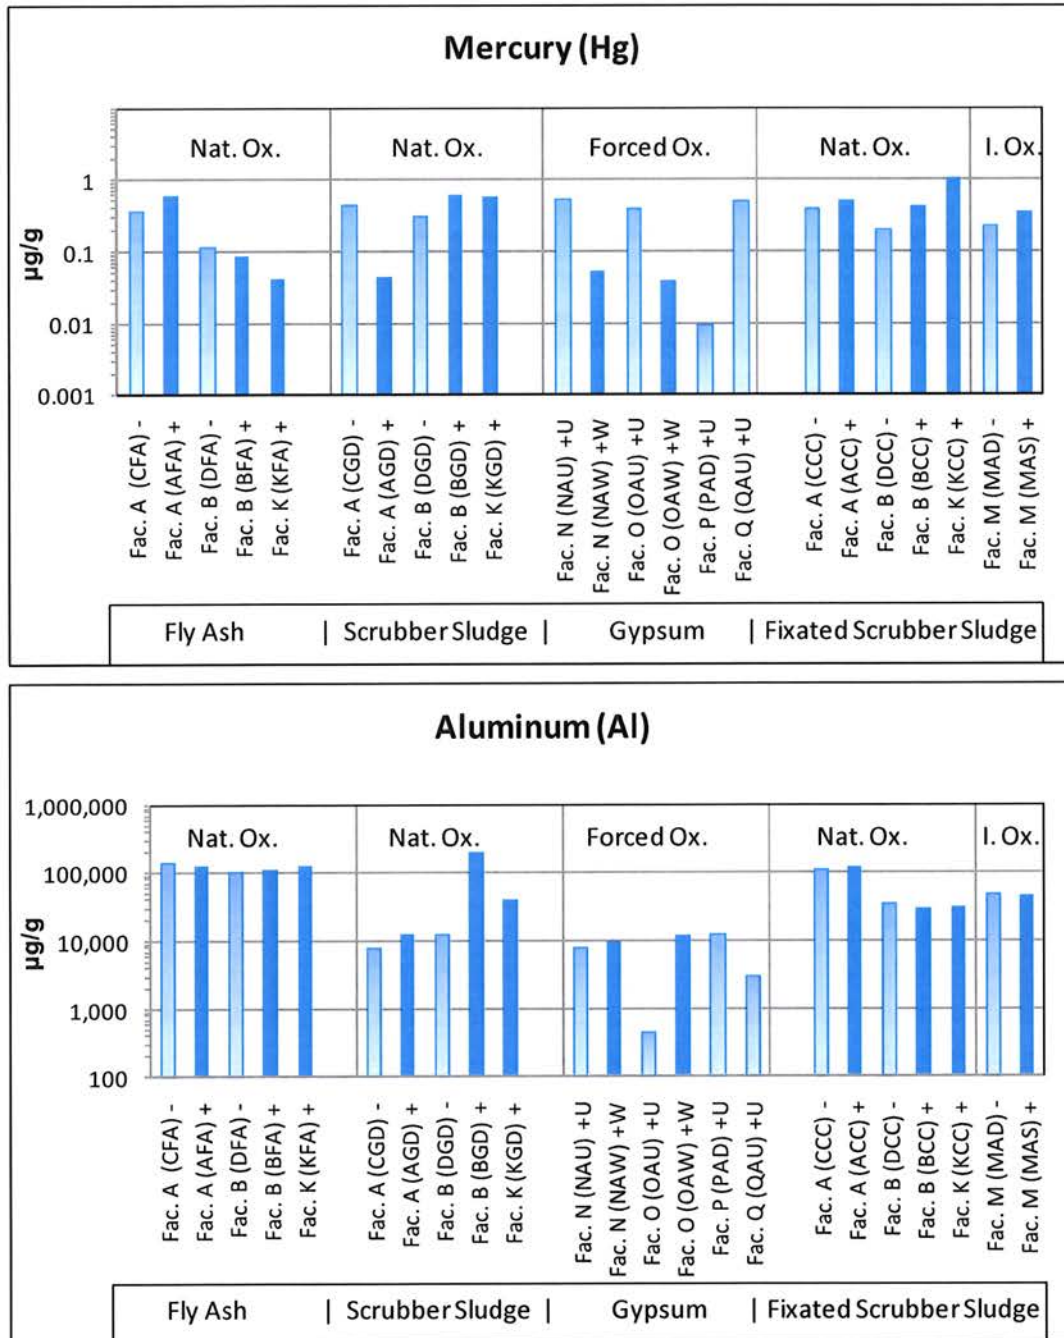 Mercury (Hg)
Nat. Ox. Nat. Ox. Forced Ox. Nat. Ox. I. Ox.
µg/g
1
0.1
0.01
0.001
Fac. A (CFA) -
Fac. A (AFA) +
Fac. B (DFA) -
Fac. B (BFA) +
Fac. K (KFA) +
Fac. A (CGD) -
Fac. A (AGD) +
Fac. B (DGD) -
Fac. B (BGD) +
Fac. K (KGD) +
Fac. N (NAU) +U
Fac. N (NAW) +W
Fac. O (OAU) +U
Fac. O (OAW) +W
Fac. P (PAD) +U
Fac. Q (QAU) +U
Fac. A (CCC) -
Fac. A (ACC) +
Fac. B (DCC) -
Fac. B (BCC) +
Fac. K (KCC) +
Fac. M (MAD) -
Fac. M (MAS) +
Fly Ash | Scrubber Sludge | Gypsum | Fixated Scrubber Sludge
Aluminum (Al)
Nat. Ox. Nat. Ox. Forced Ox. Nat. Ox. I. Ox.
µg/g
1,000,000
100,000
10,000
1,000
100
Fac. A (CFA) -
Fac. A (AFA) +
Fac. B (DFA) -
Fac. B (BFA) +
Fac. K (KFA) +
Fac. A (CGD) -
Fac. A (AGD) +
Fac. B (DGD) -
Fac. B (BGD) +
Fac. K (KGD) +
Fac. N (NAU) +U
Fac. N (NAW) +W
Fac. O (OAU) +U
Fac. O (OAW) +W
Fac. P (PAD) +U
Fac. Q (QAU) +U
Fac. A (CCC) -
Fac. A (ACC) +
Fac. B (DCC) -
Fac. B (BCC) +
Fac. K (KCC) +
Fac. M (MAD) -
Fac. M (MAS) +
Fly Ash | Scrubber Sludge | Gypsum | Fixated Scrubber Sludge